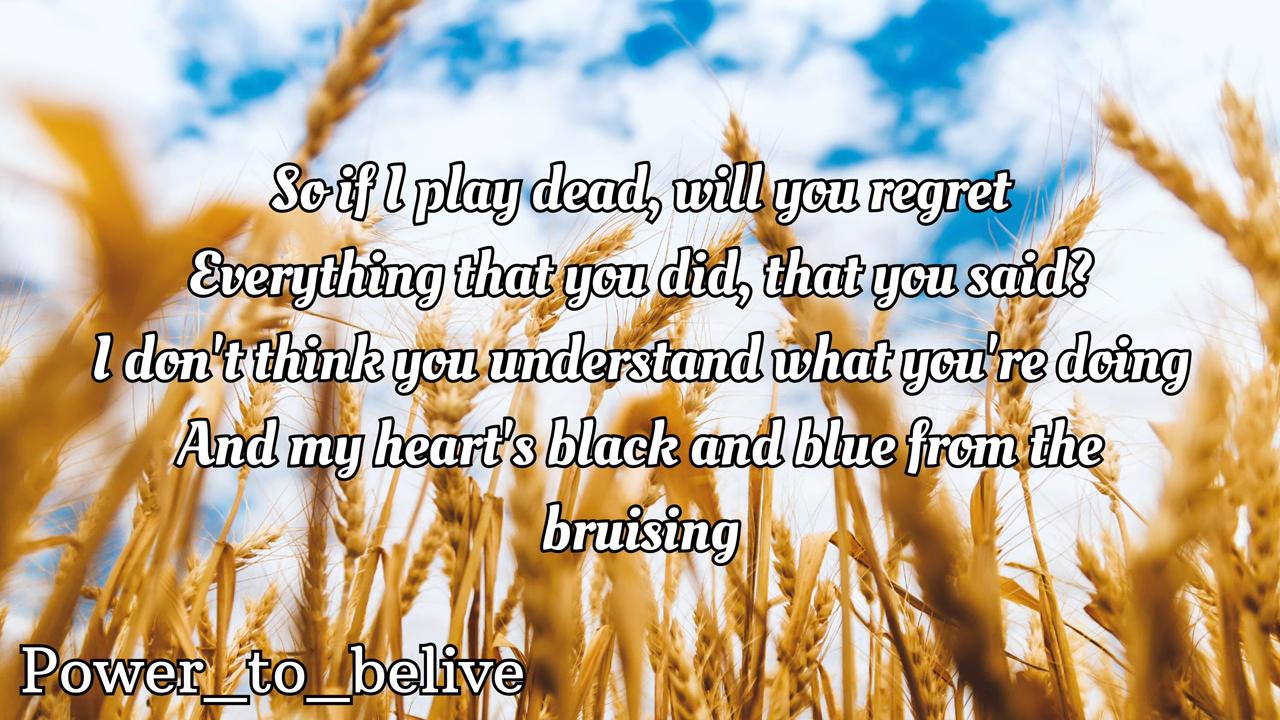 So if I play dead, will you regret
Everything that you did, that you said?
I don't think you understand what you're doing
And my heart's black and blue from the
bruising
Power_to_belive